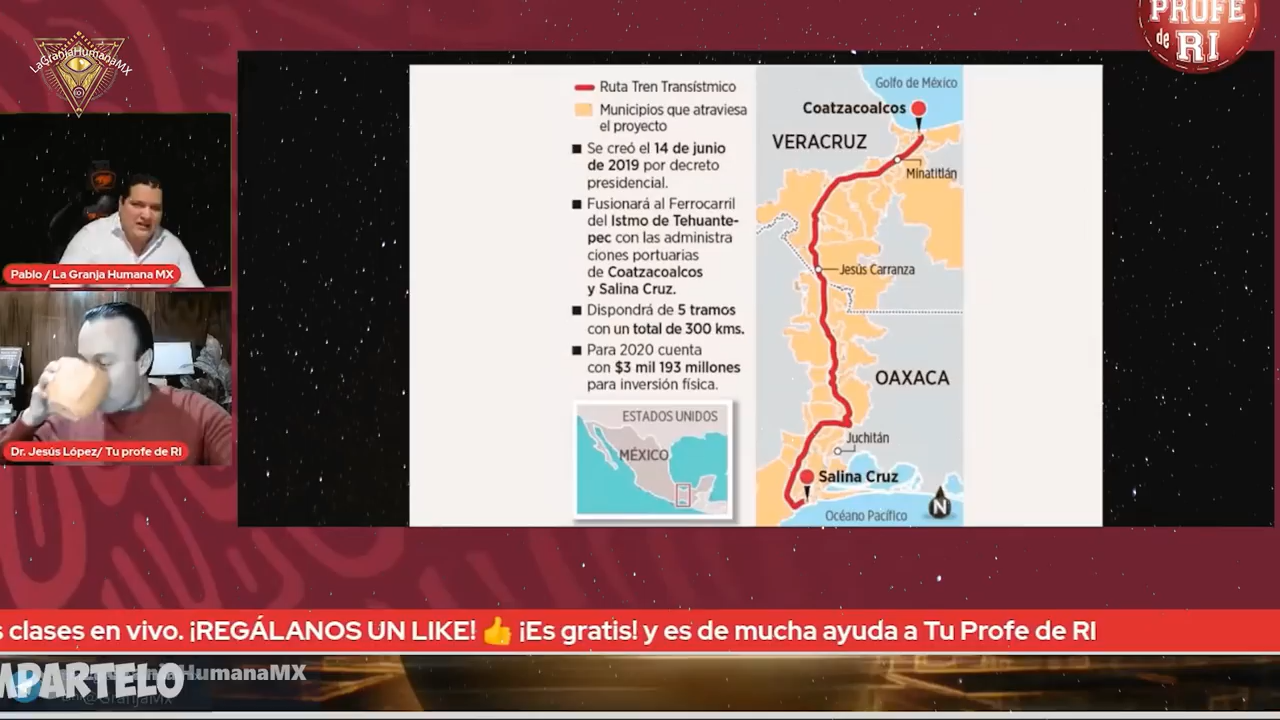 LaGranjaHumanaMX
PROFE
de RI
Ruta Tren Transístmico
Municipios que atraviesa
el proyecto
■ Se creó el 14 de junio
de 2019 por decreto
presidencial.
■ Fusionará al Ferrocarril
del Istmo de Tehuante-
pec con las administra
ciones portuarias
de Coatzacoalcos
y Salina Cruz.
■ Dispondrá de 5 tramos
con un total de 300 kms.
■ Para 2020 cuenta
con $3 mil 193 millones
para inversión física.
ESTADOS UNIDOS
MÉXICO
Golfo de México
Coatzacoalcos
VERACRUZ
Minatitlán
Jesús Carranza
OAXACA
Juchitán
Salina Cruz
Océano Pacífico
N
Pablo / La Granja Humana MX
Dr. Jesús López/ Tu profe de RI
s clases en vivo. ¡REGÁLANOS UN LIKE! 👍 ¡Es gratis! y es de mucha ayuda a Tu Profe de RI
MPARTELO
HumanaMX
@GranjaMx